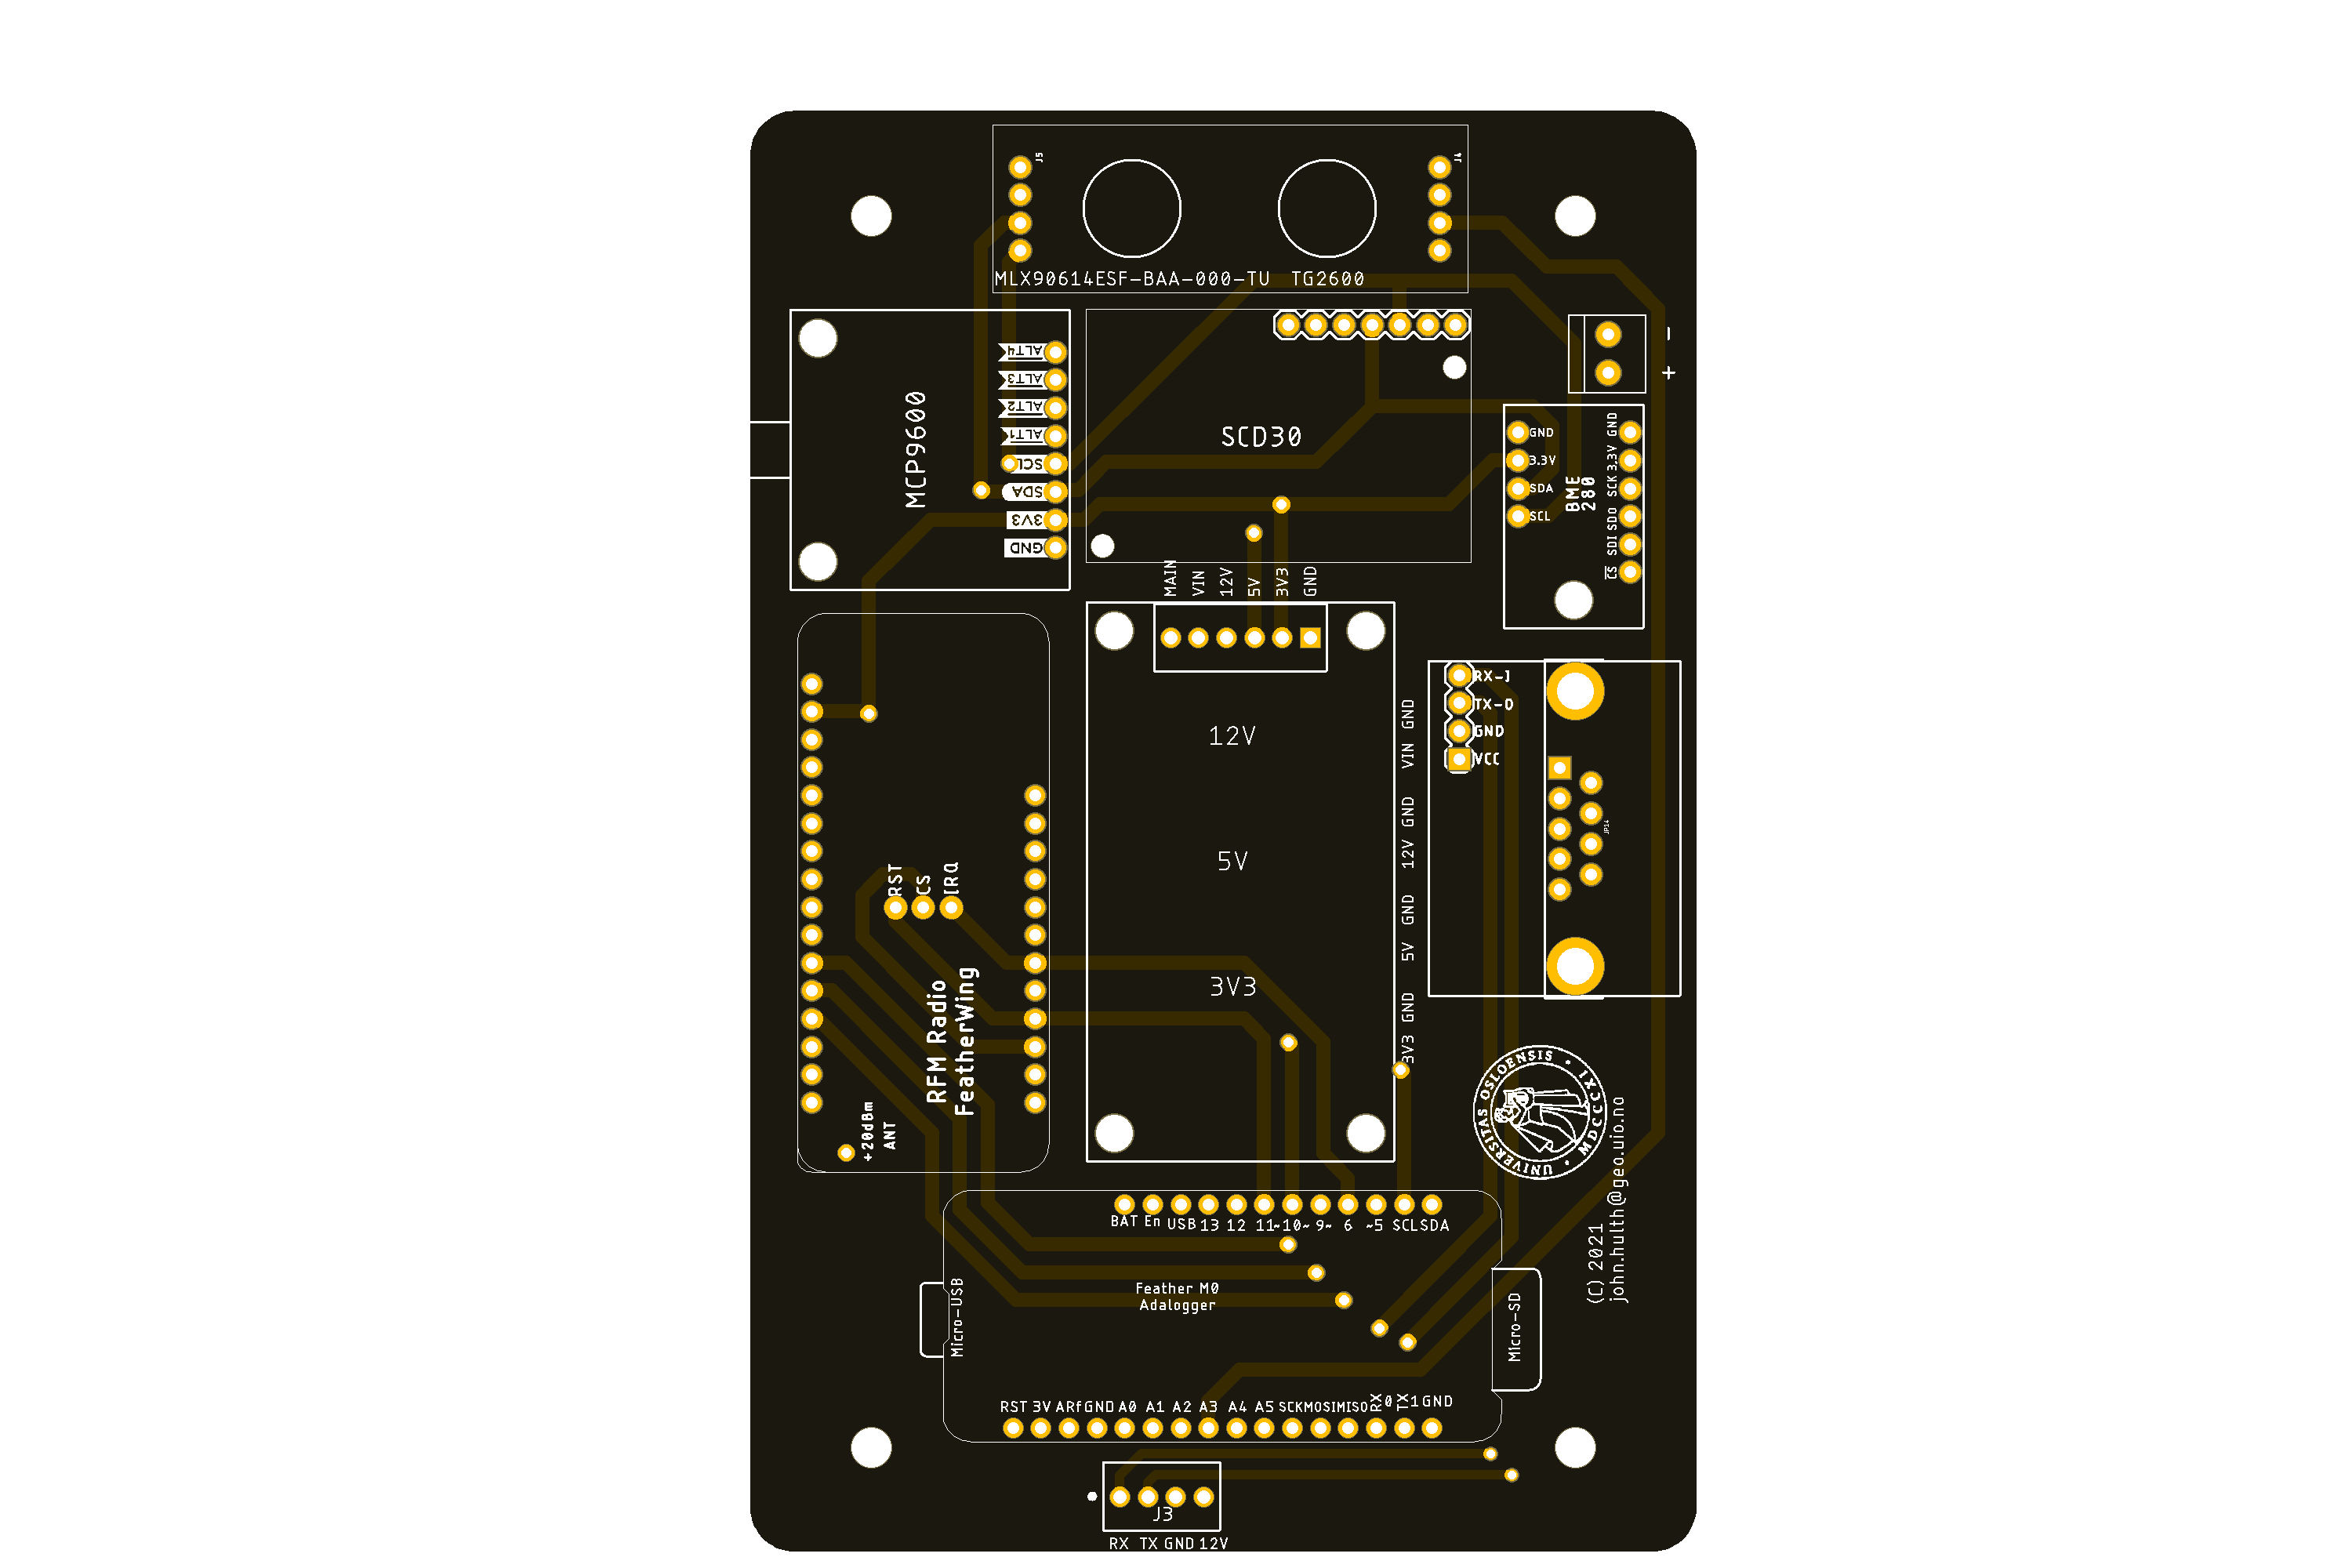 J5
J4
MLX90614ESF-BAA-000-TU TG2600
-
+
ALT4
ALT3
ALT2
ALT1
SCL
SDA
3V3
GND
MCP9600
SCD30
GND
3.3V
SDA
SCL
BME
280
GND
3.3V
SCK
SDO
SDI
CS
MAIN
VIN
12V
5V
3V3
GND
12V
5V
3V3
GND
VIN
GND
12V
GND
5V
GND
3V3
RX-I
TX-O
GND
VCC
JP14
RST
CS
IRQ
RFM Radio
FeatherWing
+20dBm
ANT
UNIVERSITAS OSLOENSIS • MDCCCXI •
(C) 2021
john.hulth@geo.uio.no
BAT En USB 13 12 11~ 10~ 9~ 6 ~5 SCL SDA
Micro-USB
Feather M0
Adalogger
Micro-SD
RST 3V ARf GND A0 A1 A2 A3 A4 A5 SCK MOSI MISO RX0 TX1 GND
J3
RX TX GND 12V